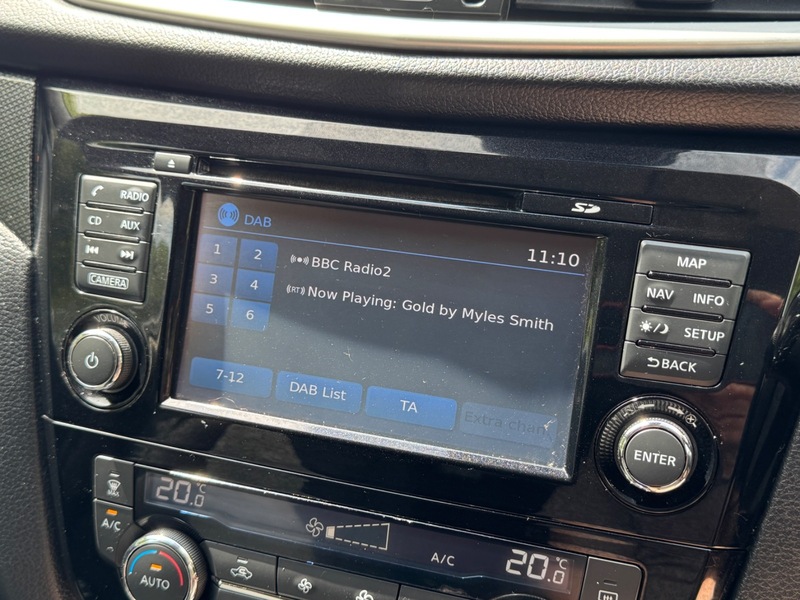 RADIO
CD AUX
CAMERA
VOLUME
DAB
11:10
1 2
3 4
5 6
BBC Radio2
(RT) Now Playing: Gold by Myles Smith
7-12
DAB List
TA
SD
MAP
NAV INFO
SETUP
BACK
ENTER
MAX
A/C
20.0°C
A/C
20.0°C
AUTO